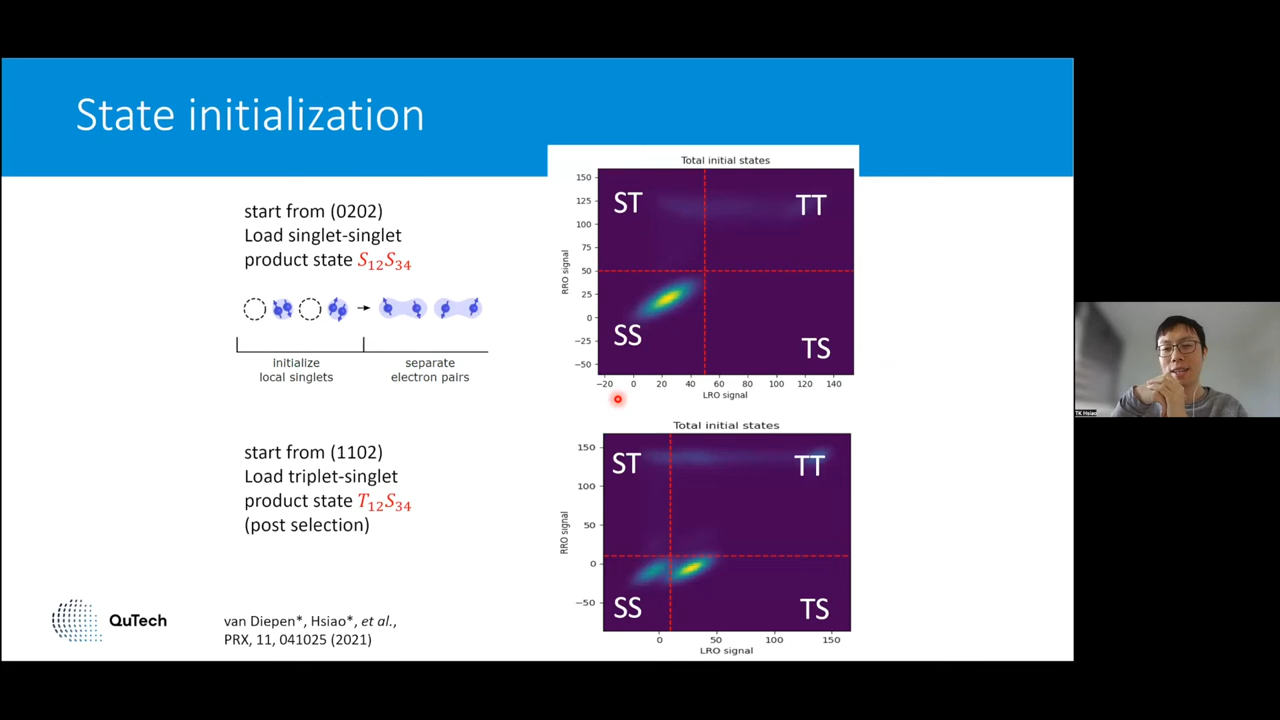 State initialization
start from (0202)
Load singlet-singlet
product state S₁₂S₃₄
initialize
local singlets
separate
electron pairs
start from (1102)
Load triplet-singlet
product state T₁₂S₃₄
(post selection)
QuTech
van Diepen*, Hsiao*, et al.,
PRX, 11, 041025 (2021)
Total initial states
ST
TT
SS
TS
RRO signal
150
125
100
75
50
25
0
−25
−50
−20 0 20 40 60 80 100 120 140
LRO signal
Total initial states
ST
TT
SS
TS
RRO signal
150
100
50
0
−50
0 50 100 150
LRO signal
TK Hsiao